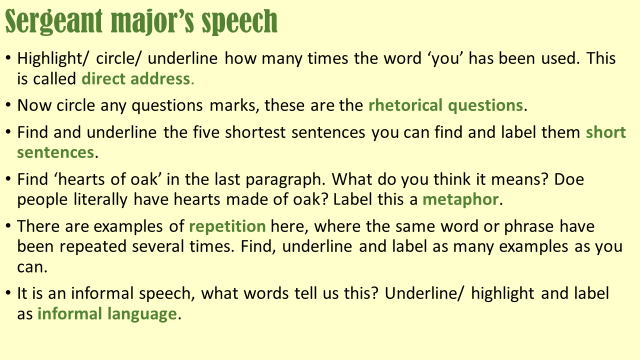 Sergeant major's speech
• Highlight/ circle/ underline how many times the word 'you' has been used. This
is called direct address.
• Now circle any questions marks, these are the rhetorical questions.
• Find and underline the five shortest sentences you can find and label them short
sentences.
• Find 'hearts of oak' in the last paragraph. What do you think it means? Doe
people literally have hearts made of oak? Label this a metaphor.
• There are examples of repetition here, where the same word or phrase have
been repeated several times. Find, underline and label as many examples as you
can.
• It is an informal speech, what words tell us this? Underline/ highlight and label
as informal language.